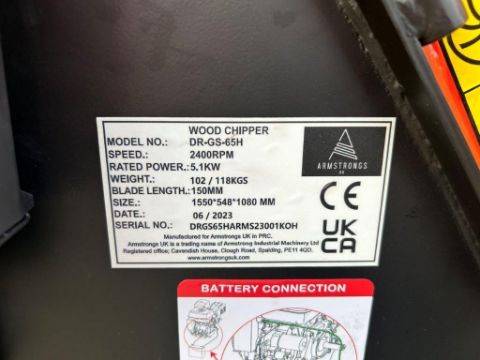 WOOD CHIPPER
MODEL NO.: DR-GS-65H
SPEED.: 2400RPM
RATED POWER.: 5.1KW
WEIGHT.: 102 / 118KGS
BLADE LENGTH.: 150MM
SIZE.: 1550*548*1080 MM
DATE.: 06 / 2023
SERIAL NO.: DRGS65HARMS23001KOH
ARMSTRONGS
UK
CE
UK
CA
Manufactured for Armstrongs UK in PRC.
Armstrongs UK is a trading name of Armstrong Industrial Machinery Ltd
Registered office; Cavendish House, Clough Road, Spalding, PE11 4QD.
www.armstrongsuk.com
BATTERY CONNECTION